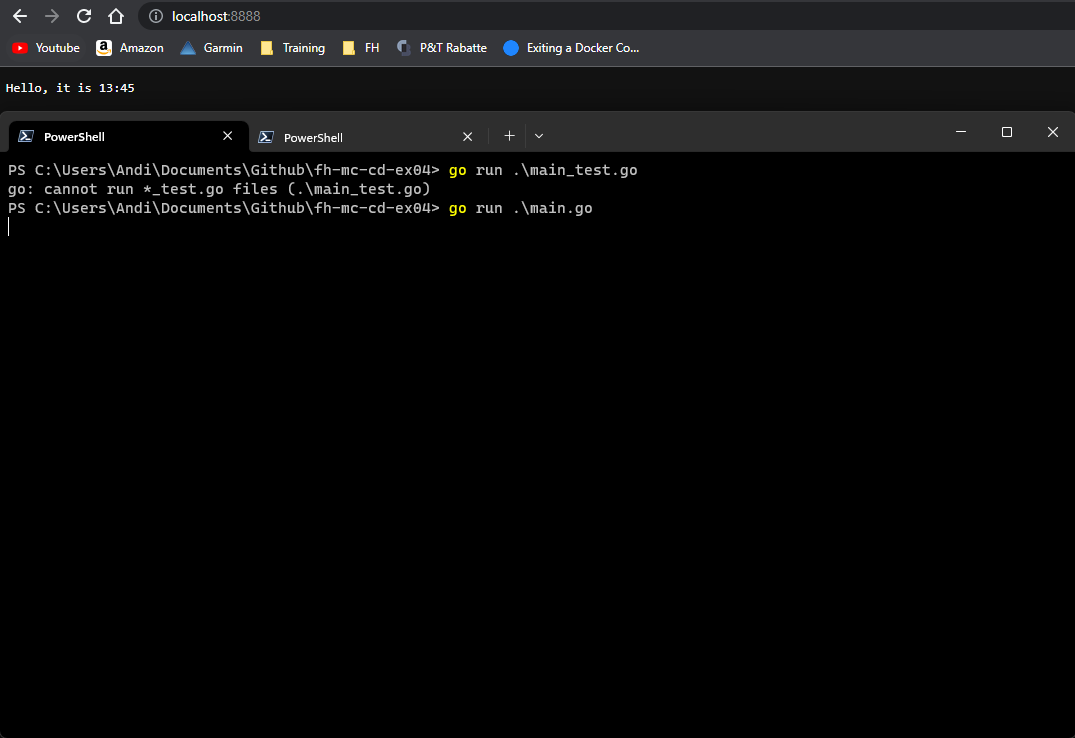 localhost:8888
Youtube Amazon Garmin Training FH P&T Rabatte Exiting a Docker Co...
Hello, it is 13:45
PowerShell PowerShell
PS C:\Users\Andi\Documents\Github\fh-mc-cd-ex04> go run .\main_test.go
go: cannot run *_test.go files (.\main_test.go)
PS C:\Users\Andi\Documents\Github\fh-mc-cd-ex04> go run .\main.go